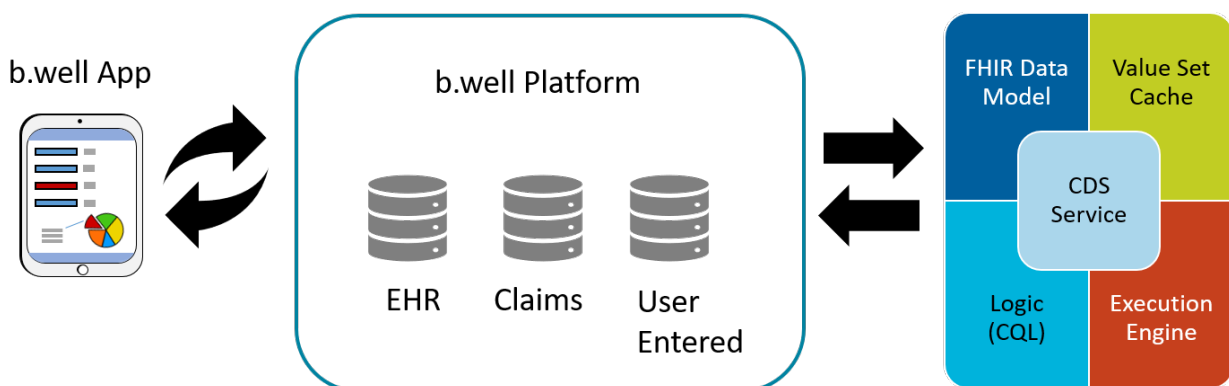 b.well App
b.well Platform
EHR
Claims
User
Entered
FHIR Data
Model
Value Set
Cache
CDS
Service
Logic
(CQL)
Execution
Engine